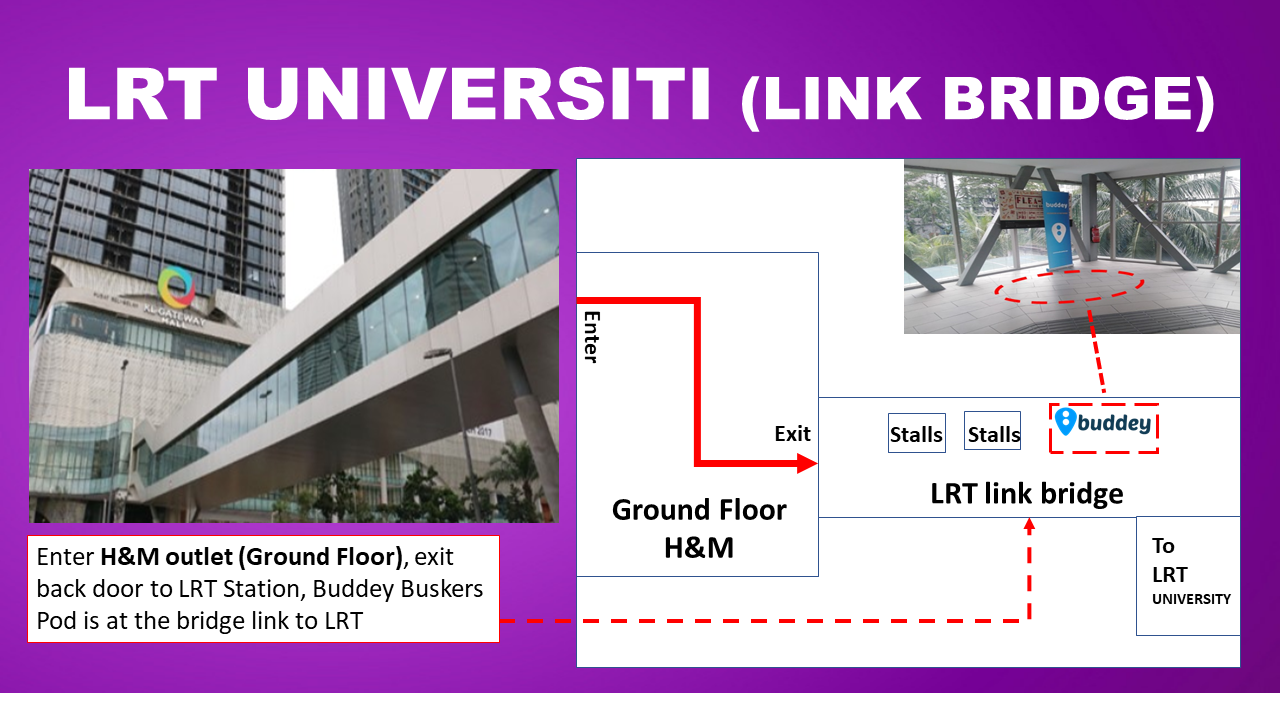 LRT UNIVERSITI (LINK BRIDGE)
KL GATEWAY
MALL
Enter H&M outlet (Ground Floor), exit
back door to LRT Station, Buddey Buskers
Pod is at the bridge link to LRT
Enter
Exit
Ground Floor
H&M
buddey
Stalls
Stalls
buddey
LRT link bridge
To
LRT
UNIVERSITY